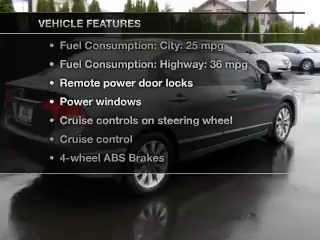 VEHICLE FEATURES
• Fuel Consumption: City: 25 mpg
• Fuel Consumption: Highway: 36 mpg
• Remote power door locks
• Power windows
• Cruise controls on steering wheel
• Cruise control
• 4-wheel ABS Brakes